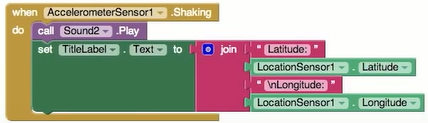 when AccelerometerSensor1 .Shaking
do call Sound2 .Play
set TitleLabel . Text to join " Latitude: "
LocationSensor1 . Latitude
" \nLongitude: "
LocationSensor1 . Longitude